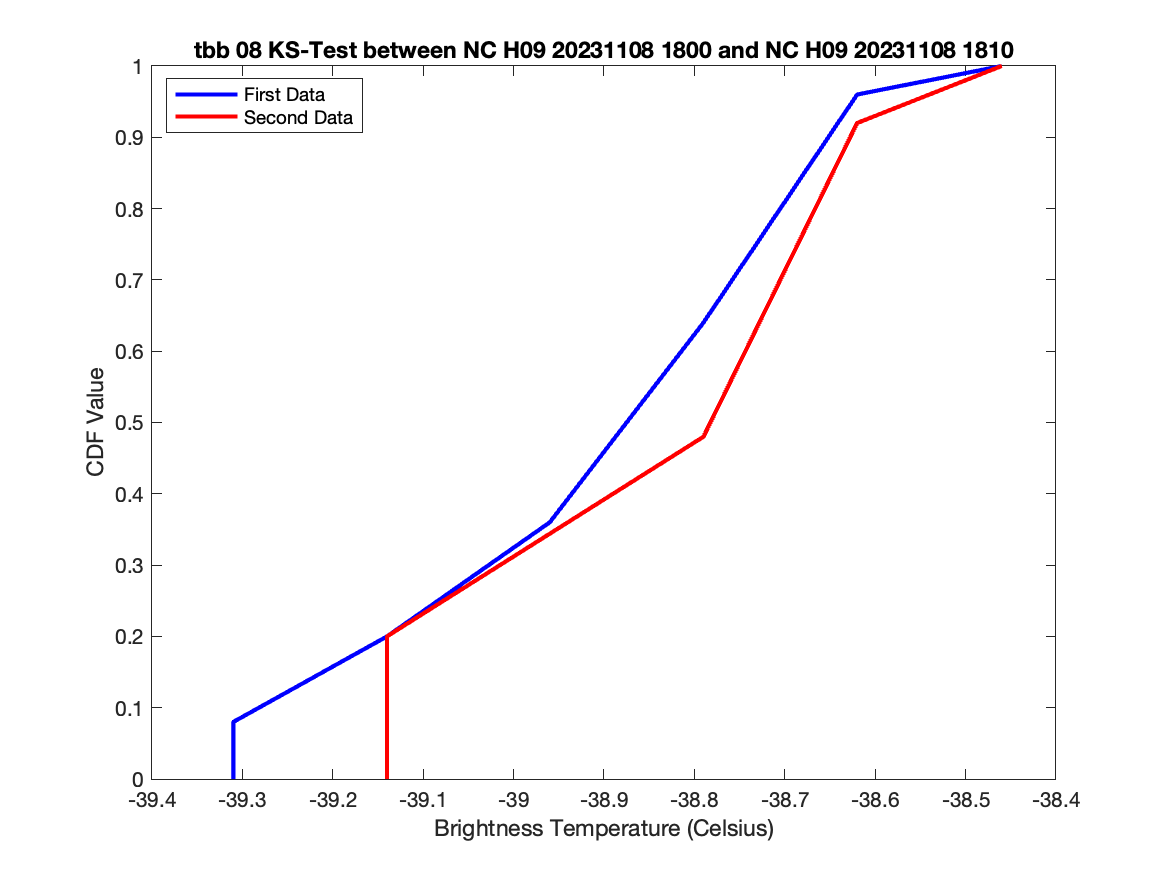 tbb 08 KS-Test between NC H09 20231108 1800 and NC H09 20231108 1810
First Data
Second Data
1
0.9
0.8
0.7
0.6
0.5
0.4
0.3
0.2
0.1
0
CDF Value
-39.4 -39.3 -39.2 -39.1 -39 -38.9 -38.8 -38.7 -38.6 -38.5 -38.4
Brightness Temperature (Celsius)